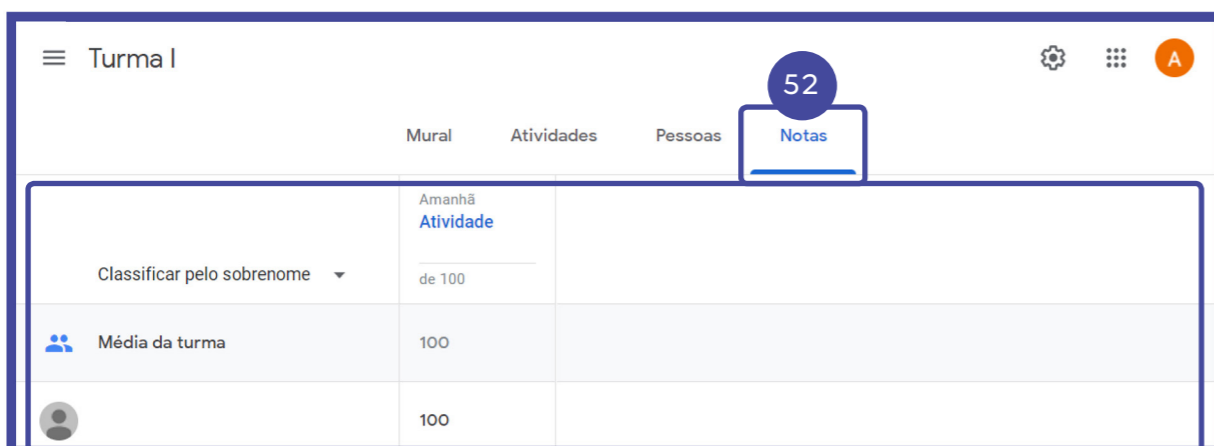 Turma I
A
52
Mural Atividades Pessoas Notas
Amanhã
Atividade
Classificar pelo sobrenome de 100
Média da turma 100
100